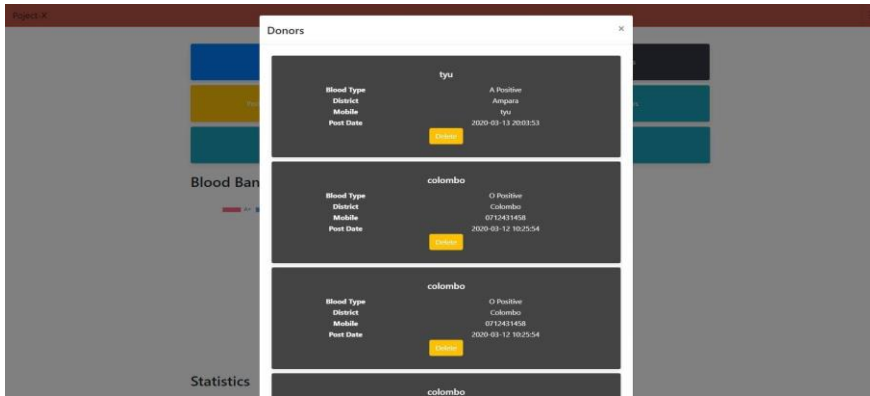 Poject-X
Donors ×
tyu
Blood Type A Positive
District Ampara
Mobile tyu
Post Date 2020-03-13 20:03:53
Delete
colombo
Blood Type O Positive
District Colombo
Mobile 0712431458
Post Date 2020-03-12 10:25:54
Delete
Blood Ban
colombo
Blood Type O Positive
District Colombo
Mobile 0712431458
Post Date 2020-03-12 10:25:54
Delete
Statistics
colombo